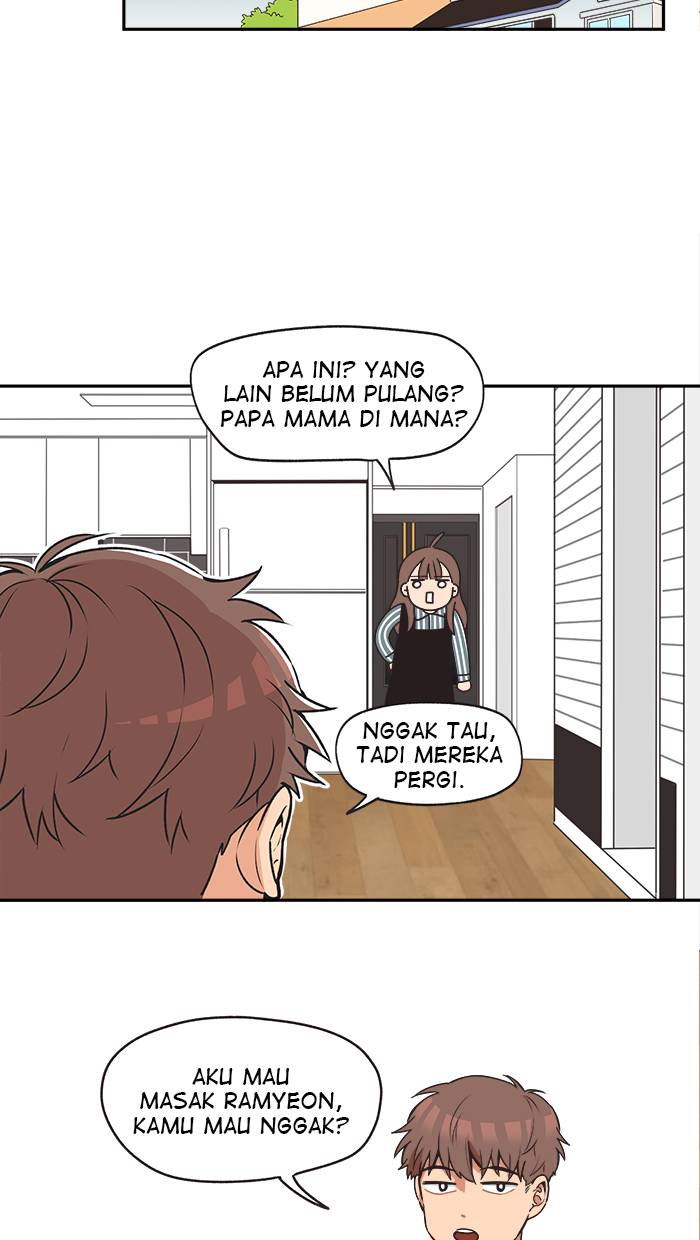 APA INI? YANG
LAIN BELUM PULANG?
PAPA MAMA DI MANA?
NGGAK TAU,
TADI MEREKA
PERGI.
AKU MAU
MASAK RAMYEON,
KAMU MAU NGGAK?